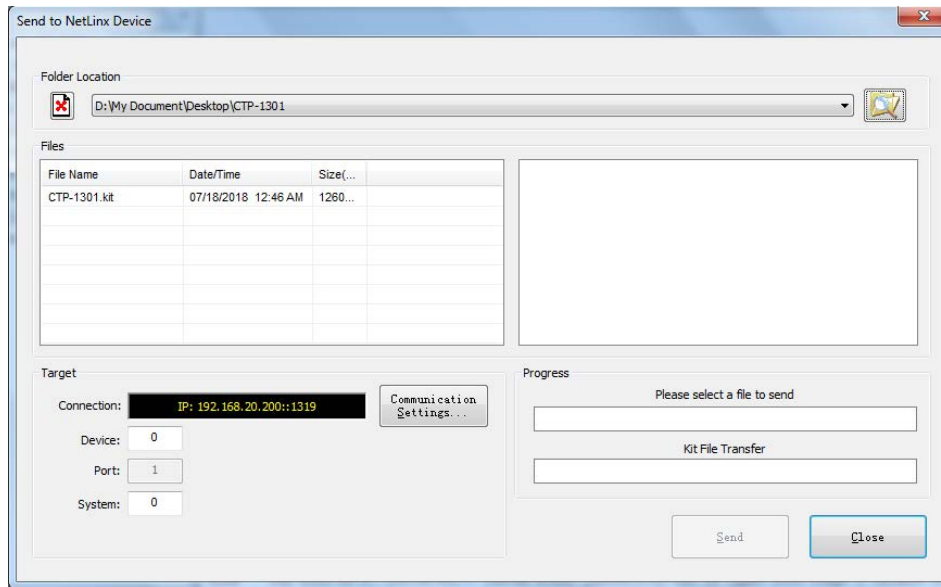 Send to NetLinx Device
Folder Location
D:\My Document\Desktop\CTP-1301
Files
File Name Date/Time Size(...
CTP-1301.kit 07/18/2018 12:46 AM 1260...
Target
Connection: IP: 192.168.20.200::1319
Communication
Settings...
Device: 0
Port: 1
System: 0
Progress
Please select a file to send
Kit File Transfer
Send Close